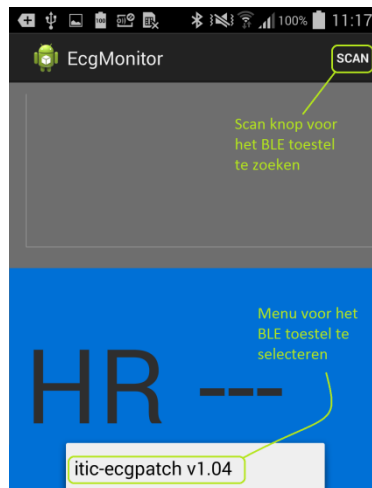 100% 11:17
EcgMonitor
SCAN
Scan knop voor
het BLE toestel
te zoeken
Menu voor het
BLE toestel te
selecteren
HR ---
itic-ecgpatch v1.04